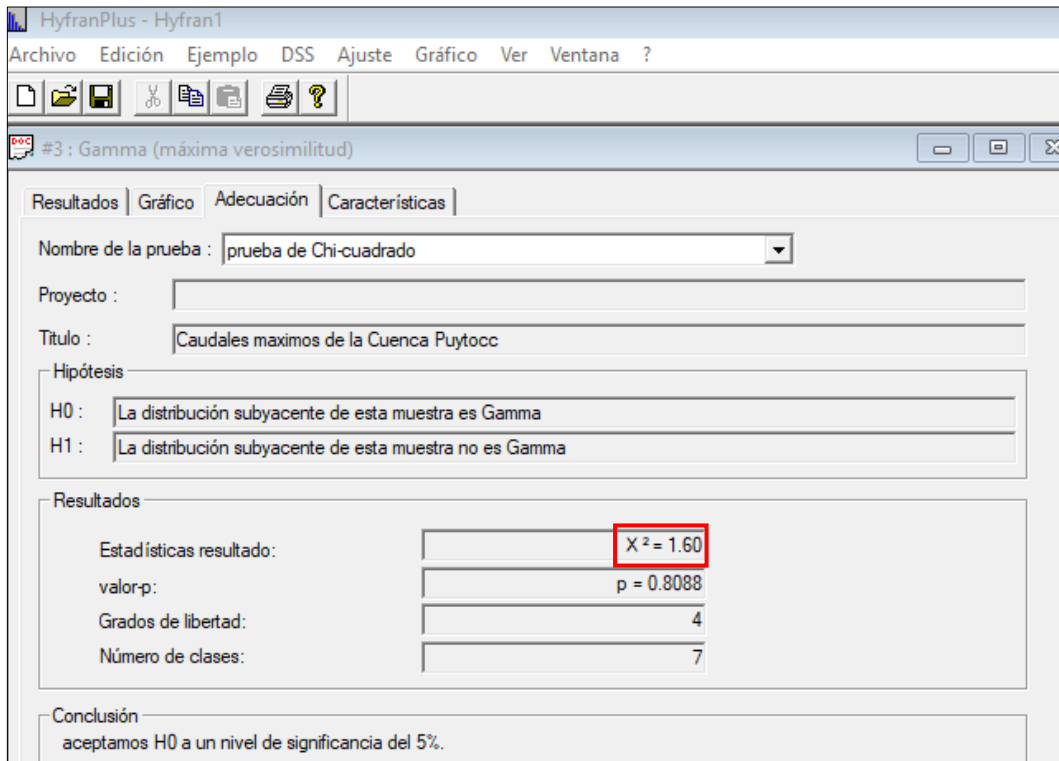 HyfranPlus - Hyfran1
Archivo Edición Ejemplo DSS Ajuste Gráfico Ver Ventana ?
#3 : Gamma (máxima verosimilitud)
Resultados Gráfico Adecuación Características
Nombre de la prueba : prueba de Chi-cuadrado
Proyecto :
Titulo : Caudales maximos de la Cuenca Puytocc
Hipótesis
H0 : La distribución subyacente de esta muestra es Gamma
H1 : La distribución subyacente de esta muestra no es Gamma
Resultados
Estadísticas resultado: X ² = 1.60
valor-p: p = 0.8088
Grados de libertad: 4
Número de clases: 7
Conclusión
aceptamos H0 a un nivel de significancia del 5%.